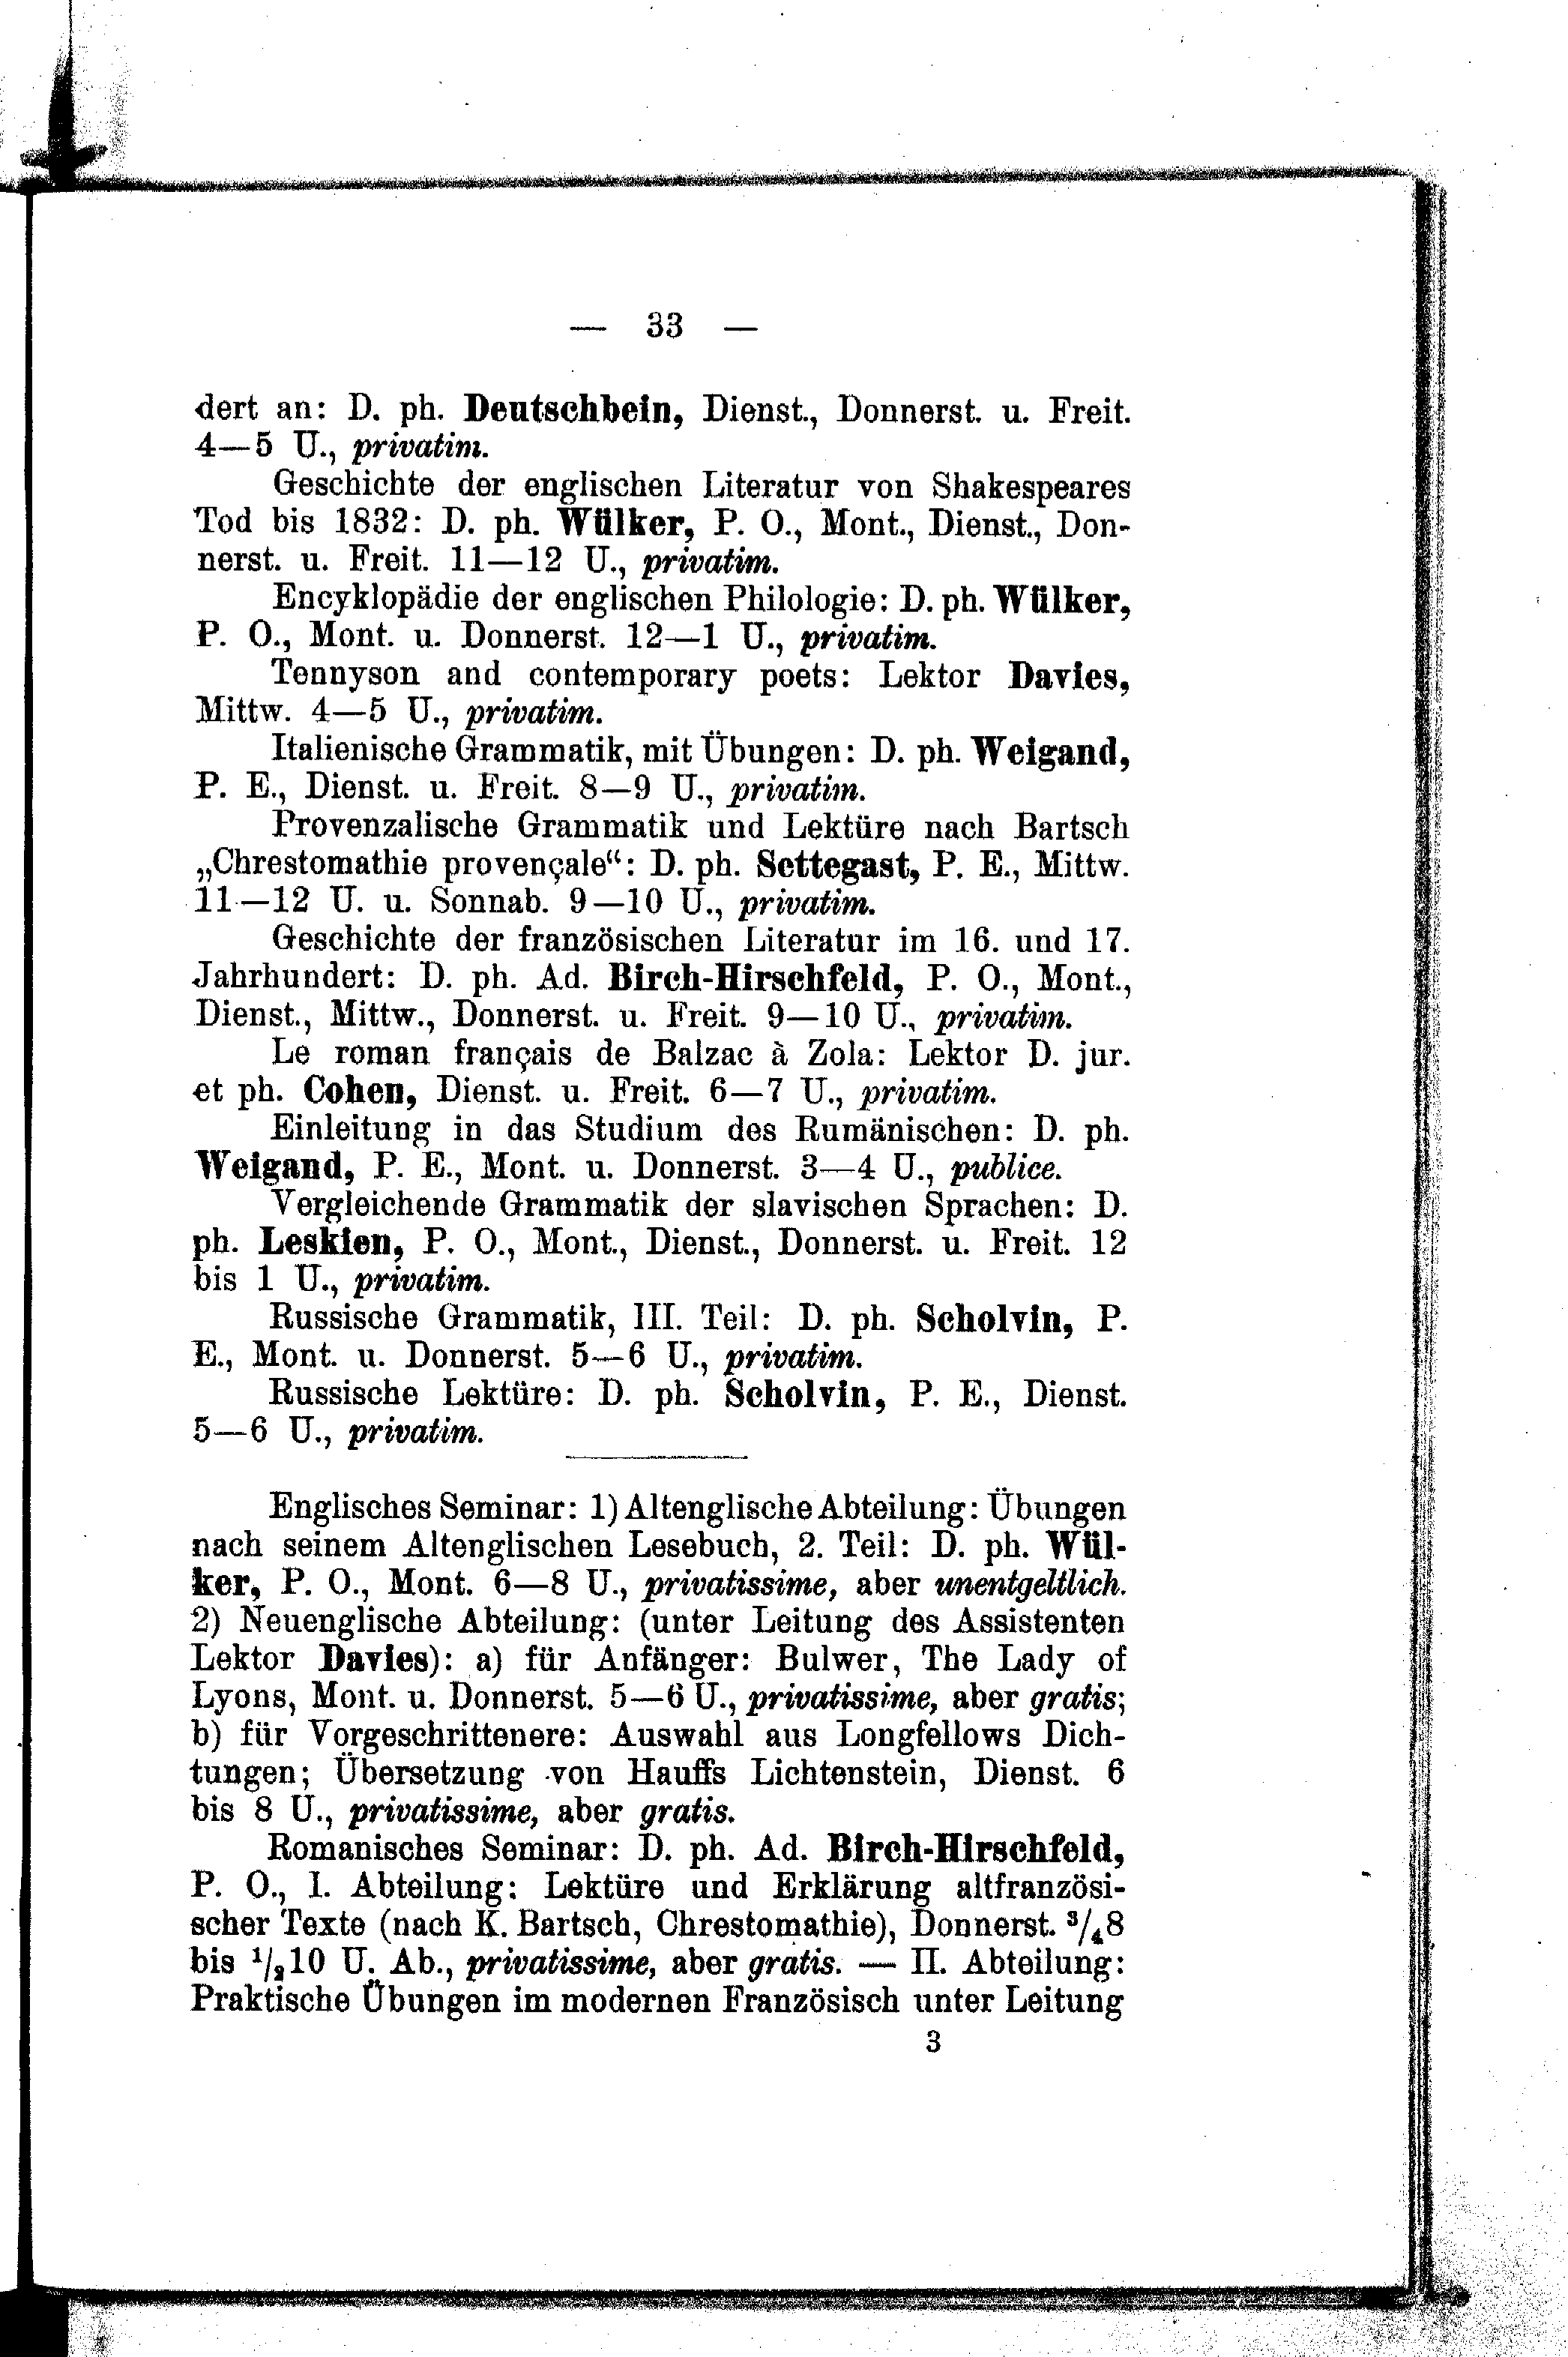 — 33 —
dert an: D. ph. Deutschbein, Dienst., Donnerst. u. Freit.
4—5 U., privatim.
Geschichte der englischen Literatur von Shakespeares
Tod bis 1832: D. ph. Wülker, P. O., Mont., Dienst., Don-
nerst. u. Freit. 11—12 U., privatim.
Encyklopädie der englischen Philologie: D. ph. Wülker,
P. O., Mont. u. Donnerst. 12—1 U., privatim.
Tennyson and contemporary poets: Lektor Davies,
Mittw. 4—5 U., privatim.
Italienische Grammatik, mit Übungen: D. ph. Weigand,
P. E., Dienst. u. Freit. 8—9 U., privatim.
Provenzalische Grammatik und Lektüre nach Bartsch
„Chrestomathie provençale“: D. ph. Settegast, P. E., Mittw.
11—12 U. u. Sonnab. 9—10 U., privatim.
Geschichte der französischen Literatur im 16. und 17.
Jahrhundert: D. ph. Ad. Birch-Hirschfeld, P. O., Mont.,
Dienst., Mittw., Donnerst. u. Freit. 9—10 U., privatim.
Le roman français de Balzac à Zola: Lektor D. jur.
et ph. Cohen, Dienst. u. Freit. 6—7 U., privatim.
Einleitung in das Studium des Rumänischen: D. ph.
Weigand, P. E., Mont. u. Donnerst. 3—4 U., publice.
Vergleichende Grammatik der slavischen Sprachen: D.
ph. Leskien, P. O., Mont., Dienst., Donnerst. u. Freit. 12
bis 1 U., privatim.
Russische Grammatik, III. Teil: D. ph. Scholvin, P.
E., Mont. u. Donnerst. 5—6 U., privatim.
Russische Lektüre: D. ph. Scholvin, P. E., Dienst.
5—6 U., privatim.
Englisches Seminar: 1) Altenglische Abteilung: Übungen
nach seinem Altenglischen Lesebuch, 2. Teil: D. ph. Wül-
ker, P. O., Mont. 6—8 U., privatissime, aber unentgeltlich.
2) Neuenglische Abteilung: (unter Leitung des Assistenten
Lektor Davies): a) für Anfänger: Bulwer, The Lady of
Lyons, Mont. u. Donnerst. 5—6 U., privatissime, aber gratis;
b) für Vorgeschrittenere: Auswahl aus Longfellows Dich-
tungen; Übersetzung von Hauffs Lichtenstein, Dienst. 6
bis 8 U., privatissime, aber gratis.
Romanisches Seminar: D. ph. Ad. Birch-Hirschfeld,
P. O., I. Abteilung: Lektüre und Erklärung altfranzösi-
scher Texte (nach K. Bartsch, Chrestomathie), Donnerst. ³/₄8
bis ¹/₂10 U. Ab., privatissime, aber gratis. — II. Abteilung:
Praktische Übungen im modernen Französisch unter Leitung
3